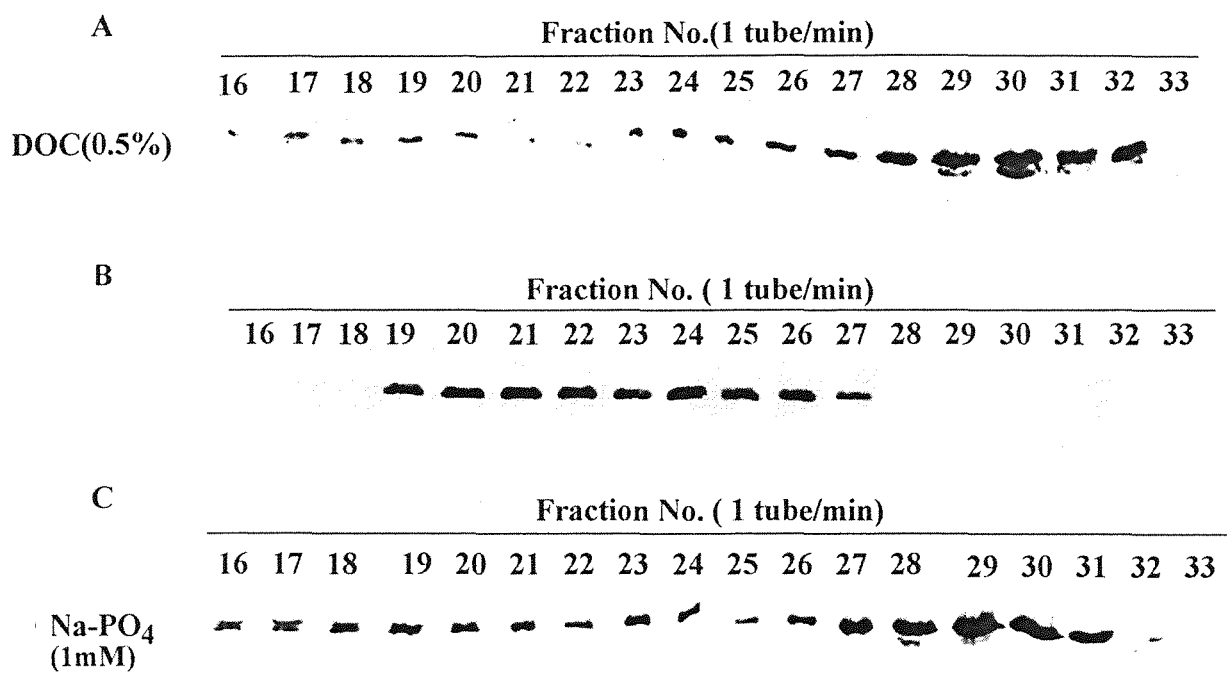 A
Fraction No.(1 tube/min)
16 17 18 19 20 21 22 23 24 25 26 27 28 29 30 31 32 33
DOC(0.5%)
B
Fraction No. ( 1 tube/min)
16 17 18 19 20 21 22 23 24 25 26 27 28 29 30 31 32 33
C
Fraction No. ( 1 tube/min)
16 17 18 19 20 21 22 23 24 25 26 27 28 29 30 31 32 33
Na-PO4
(1mM)